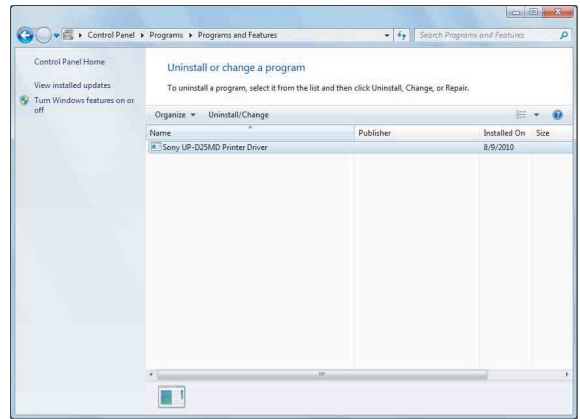 Control Panel ▸ Programs ▸ Programs and Features
Search Programs and Features
Control Panel Home
View installed updates
Turn Windows features on or
off
Uninstall or change a program
To uninstall a program, select it from the list and then click Uninstall, Change, or Repair.
Organize Uninstall/Change
Name Publisher Installed On Size
Sony UP-D25MD Printer Driver 8/9/2010